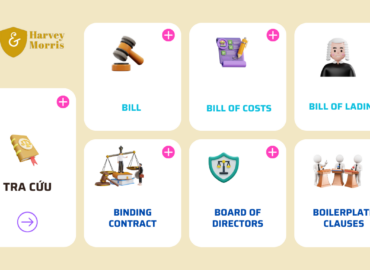 &
Harvey
Morris
BILL
BILL OF COSTS
BILL OF LADIN
TRA CỨU
BINDING
CONTRACT
BOARD OF
DIRECTORS
BOILERPLAT
CLAUSES